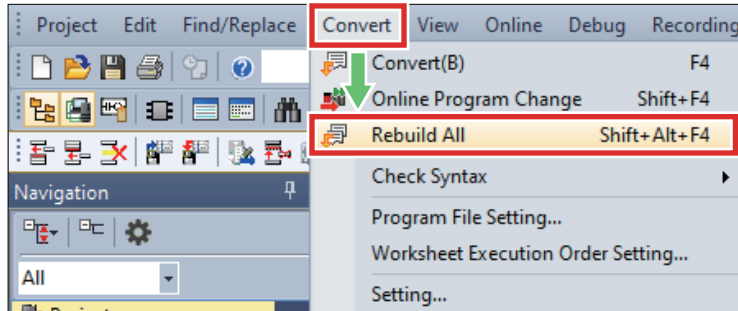 Project Edit Find/Replace Convert View Online Debug Recording
Convert(B) F4
Online Program Change Shift+F4
Rebuild All Shift+Alt+F4
Check Syntax
Navigation
Program File Setting...
Worksheet Execution Order Setting...
All
Setting...